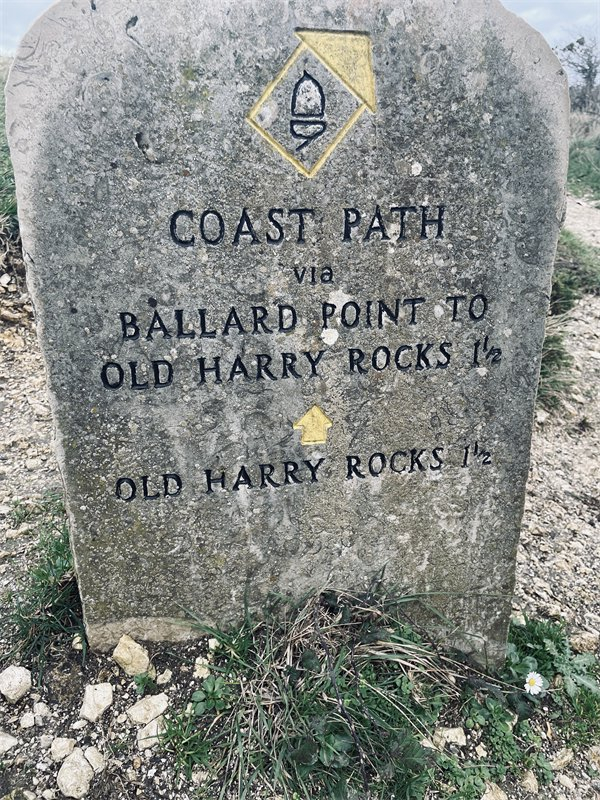 COAST PATH
via
BALLARD POINT TO
OLD HARRY ROCKS 1½
OLD HARRY ROCKS 1½